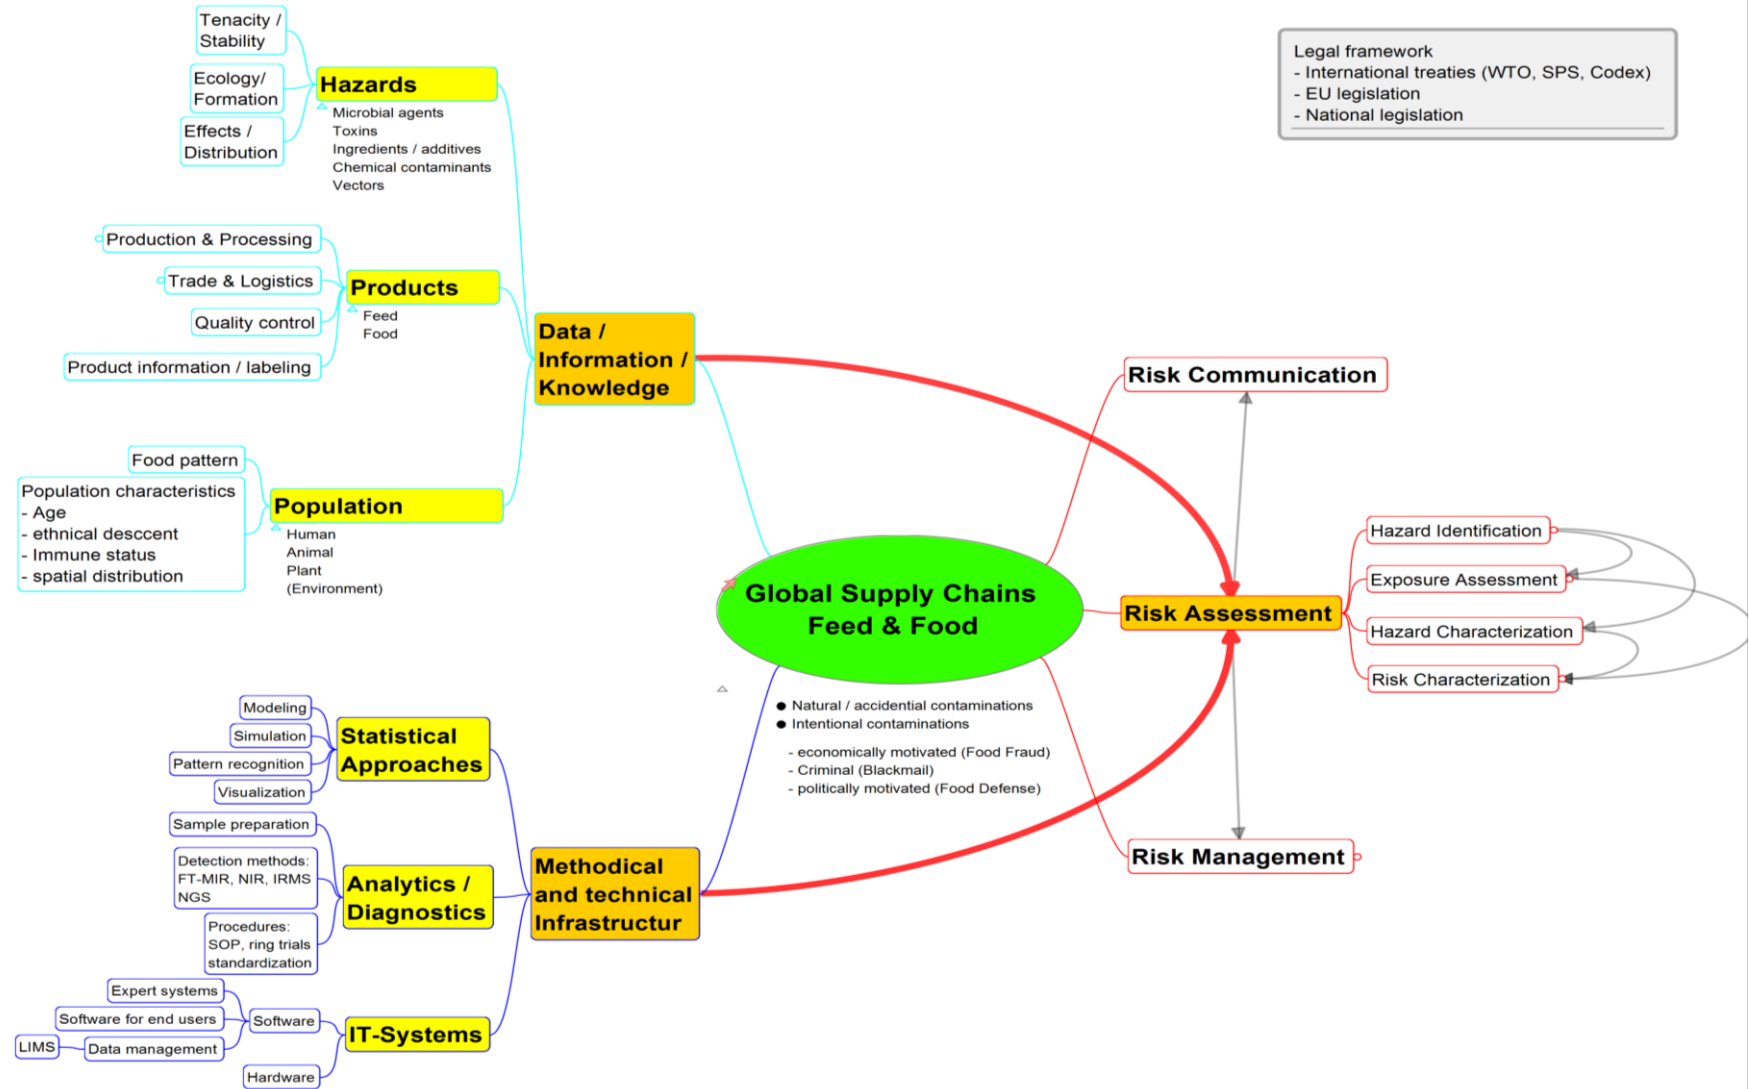 Tenacity /
Stability
Ecology/
Formation
Effects /
Distribution
Hazards
Microbial agents
Toxins
Ingredients / additives
Chemical contaminants
Vectors
Production & Processing
Trade & Logistics
Quality control
Product information / labeling
Products
Feed
Food
Data /
Information /
Knowledge
Food pattern
Population characteristics
- Age
- ethnical desccent
- Immune status
- spatial distribution
Population
Human
Animal
Plant
(Environment)
Legal framework
- International treaties (WTO, SPS, Codex)
- EU legislation
- National legislation
Risk Communication
Global Supply Chains
Feed & Food
● Natural / accidential contaminations
● Intentional contaminations
- economically motivated (Food Fraud)
- Criminal (Blackmail)
- politically motivated (Food Defense)
Risk Assessment
Hazard Identification
Exposure Assessment
Hazard Characterization
Risk Characterization
Risk Management
Modeling
Simulation
Pattern recognition
Visualization
Statistical
Approaches
Sample preparation
Detection methods:
FT-MIR, NIR, IRMS
NGS
Procedures:
SOP, ring trials
standardization
Analytics /
Diagnostics
Methodical
and technical
Infrastructur
Expert systems
Software for end users
LIMS
Data management
Software
Hardware
IT-Systems